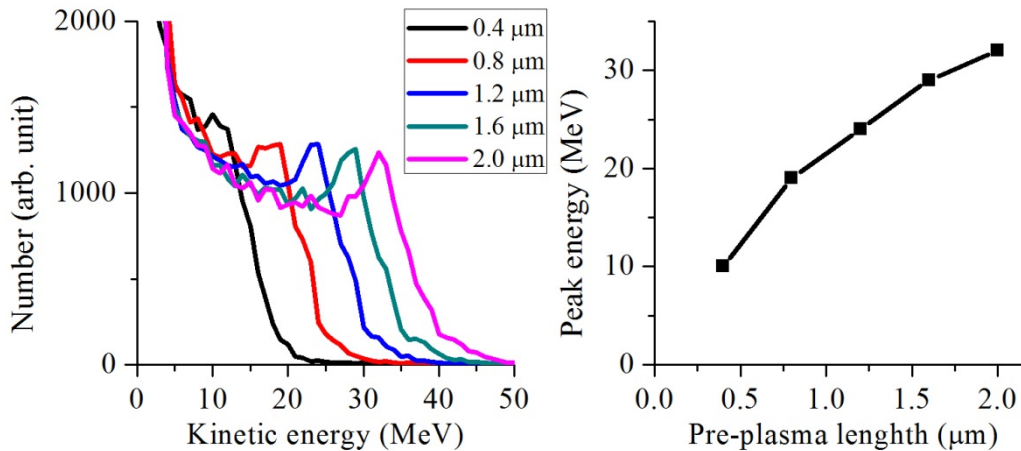 2000
1000
0
Number (arb. unit)
0.4 μm
0.8 μm
1.2 μm
1.6 μm
2.0 μm
0 10 20 30 40 50
Kinetic energy (MeV)
30
20
10
0
Peak energy (MeV)
0.0 0.5 1.0 1.5 2.0
Pre-plasma lenghth (μm)